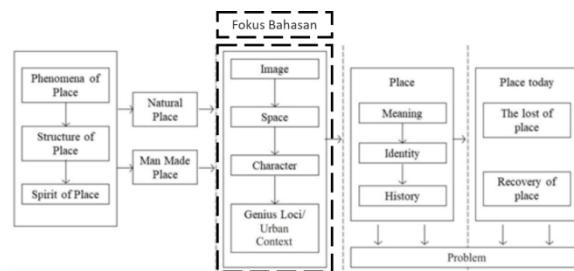 Fokus Bahasan
Phenomena of
Place
Structure of
Place
Spirit of Place
Natural
Place
Man Made
Place
Image
Space
Character
Genius Loci/
Urban
Context
Place
Meaning
Identity
History
Place today
The lost of
place
Recovery of
place
Problem